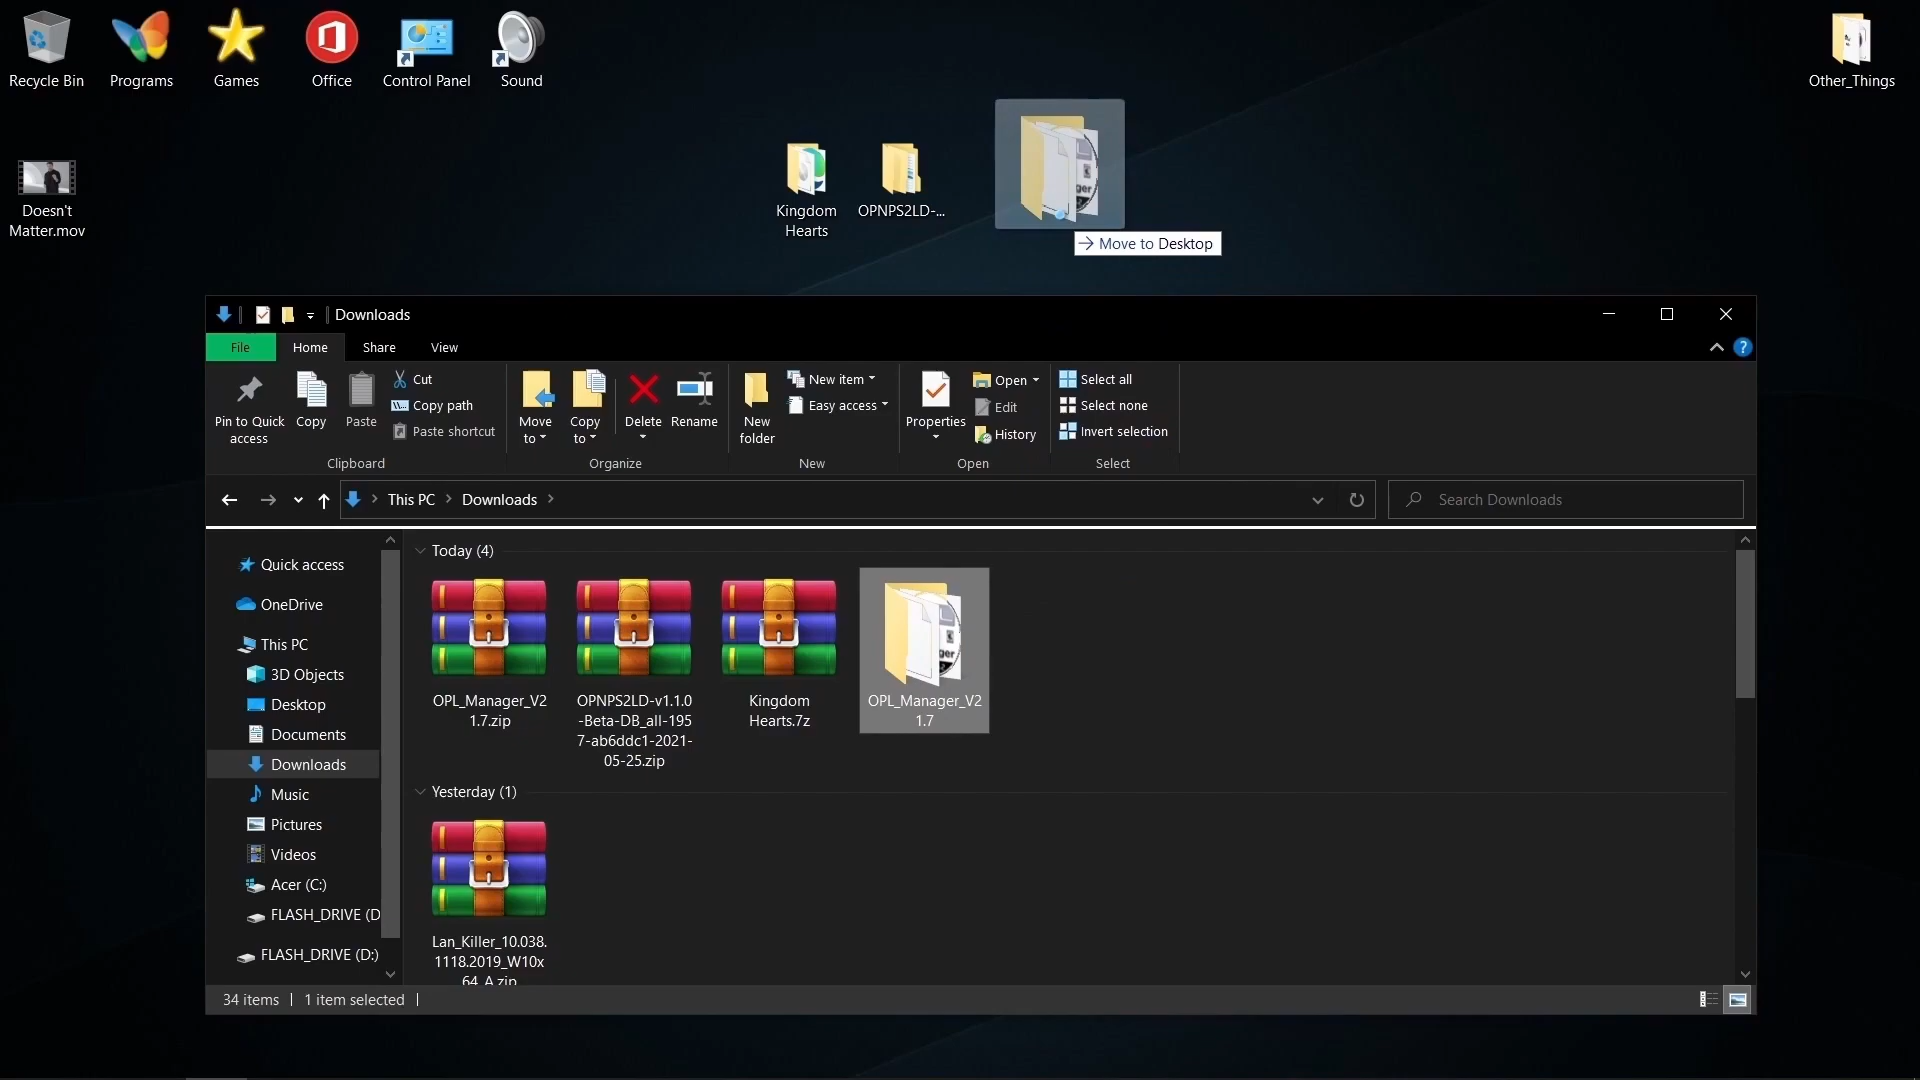 Recycle Bin
Programs
Games
Office
Control Panel
Sound
Other_Things
Doesn't
Matter.mov
Kingdom
Hearts
OPNPS2LD-...
ger
Move to Desktop
Downloads
File
Home
Share
View
Pin to Quick
access
Copy
Paste
Cut
Copy path
Paste shortcut
Clipboard
Move
to
Copy
to
Delete
Rename
Organize
New
folder
New item
Easy access
New
Properties
Open
Edit
History
Open
Select all
Select none
Invert selection
Select
This PC > Downloads >
Search Downloads
Quick access
OneDrive
This PC
3D Objects
Desktop
Documents
Downloads
Music
Pictures
Videos
Acer (C:)
FLASH_DRIVE (D
FLASH_DRIVE (D:)
Today (4)
OPL_Manager_V2
1.7.zip
OPNPS2LD-v1.1.0
-Beta-DB_all-195
7-ab6ddc1-2021-
05-25.zip
Kingdom
Hearts.7z
ger
OPL_Manager_V2
1.7
Yesterday (1)
Lan_Killer_10.038.
1118.2019_W10x
64_A.zip
34 items
1 item selected